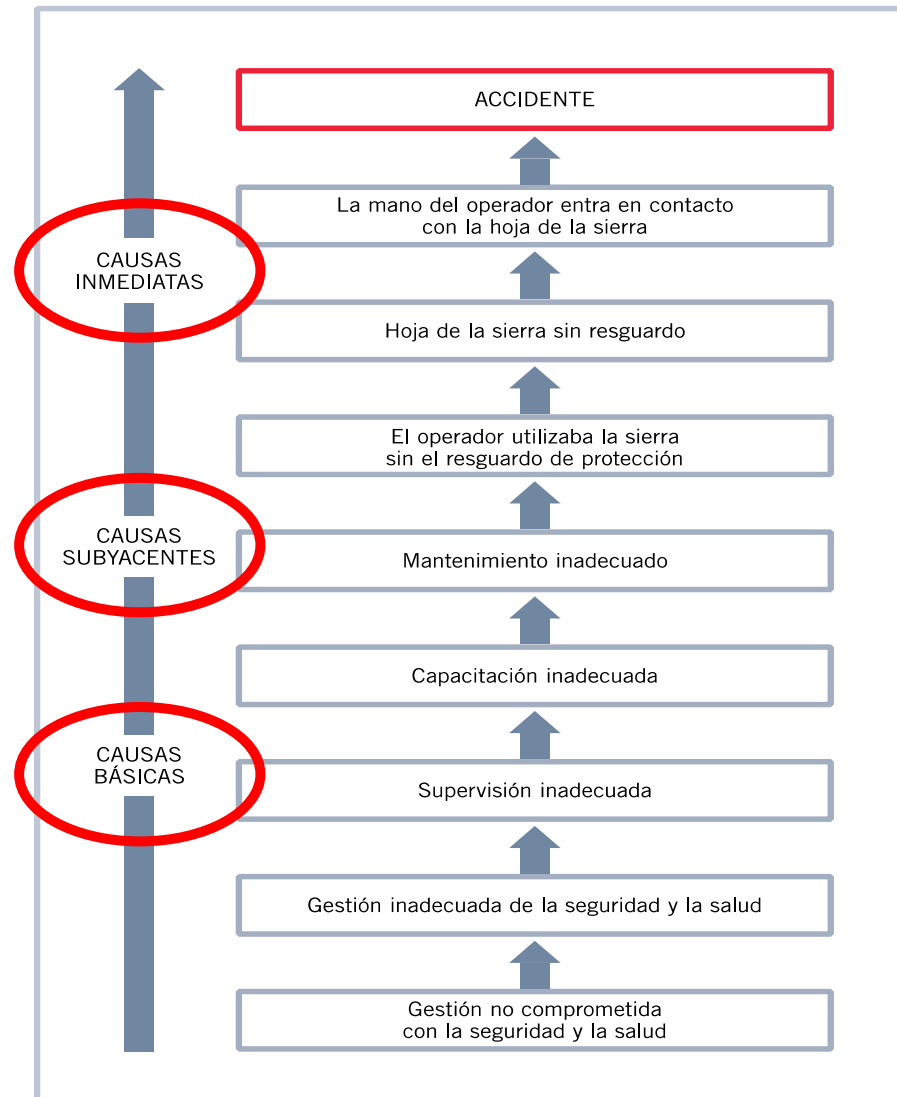 ACCIDENTE
La mano del operador entra en contacto
con la hoja de la sierra
CAUSAS
INMEDIATAS
Hoja de la sierra sin resguardo
El operador utilizaba la sierra
sin el resguardo de protección
CAUSAS
SUBYACENTES
Mantenimiento inadecuado
Capacitación inadecuada
CAUSAS
BÁSICAS
Supervisión inadecuada
Gestión inadecuada de la seguridad y la salud
Gestión no comprometida
con la seguridad y la salud